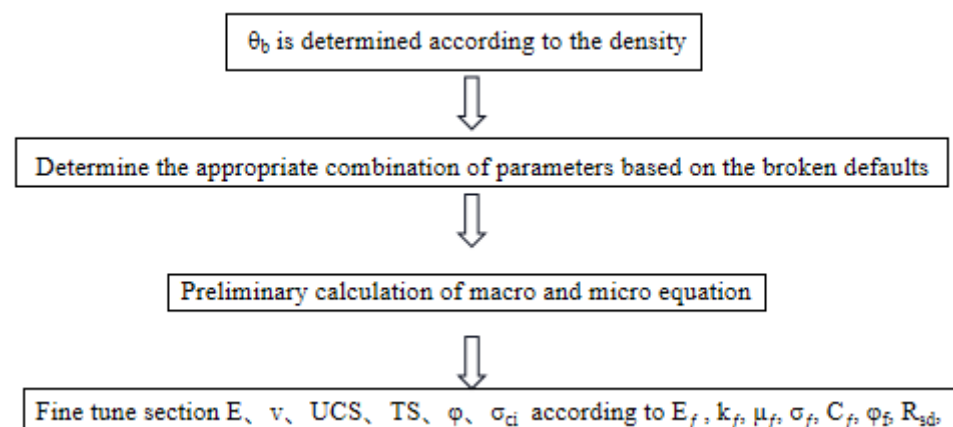 θb is determined according to the density
Determine the appropriate combination of parameters based on the broken defaults
Preliminary calculation of macro and micro equation
Fine tune section E、ν、UCS、TS、φ、σci according to Ef , kf, μf, σf, Cf, φf, Rsd,